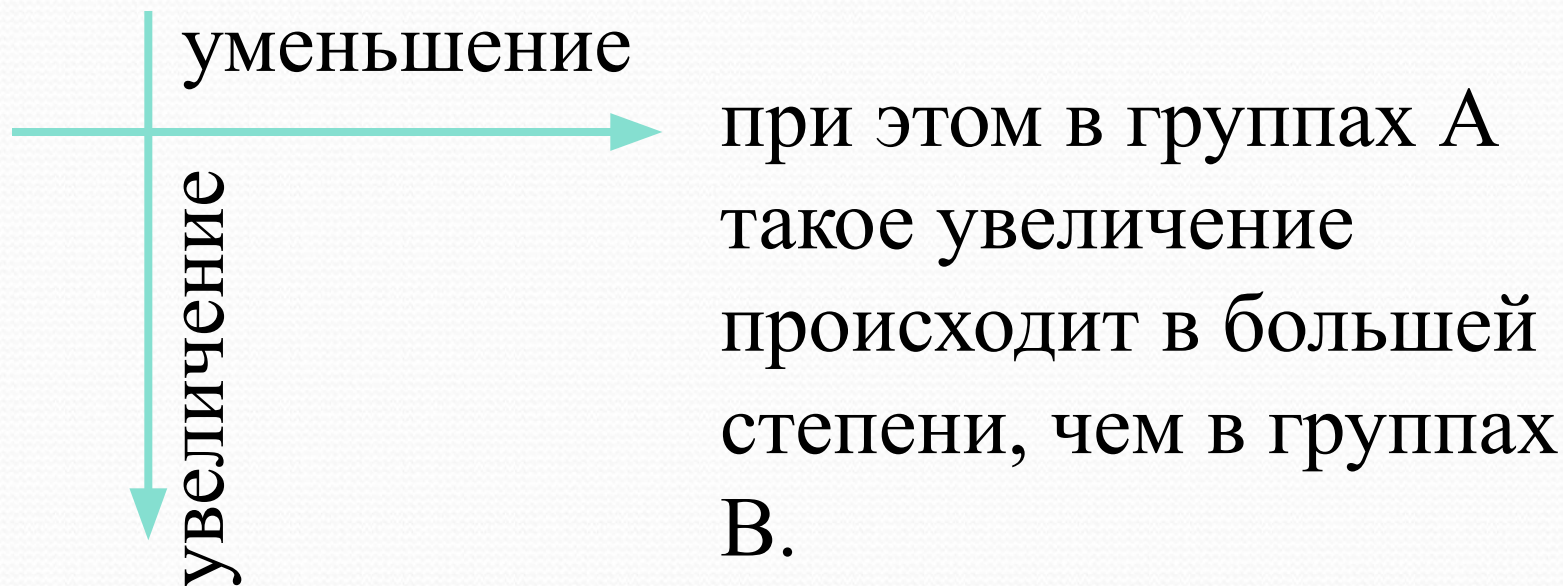 уменьшение
увеличение
при этом в группах А
такое увеличение
происходит в большей
степени, чем в группах
В.